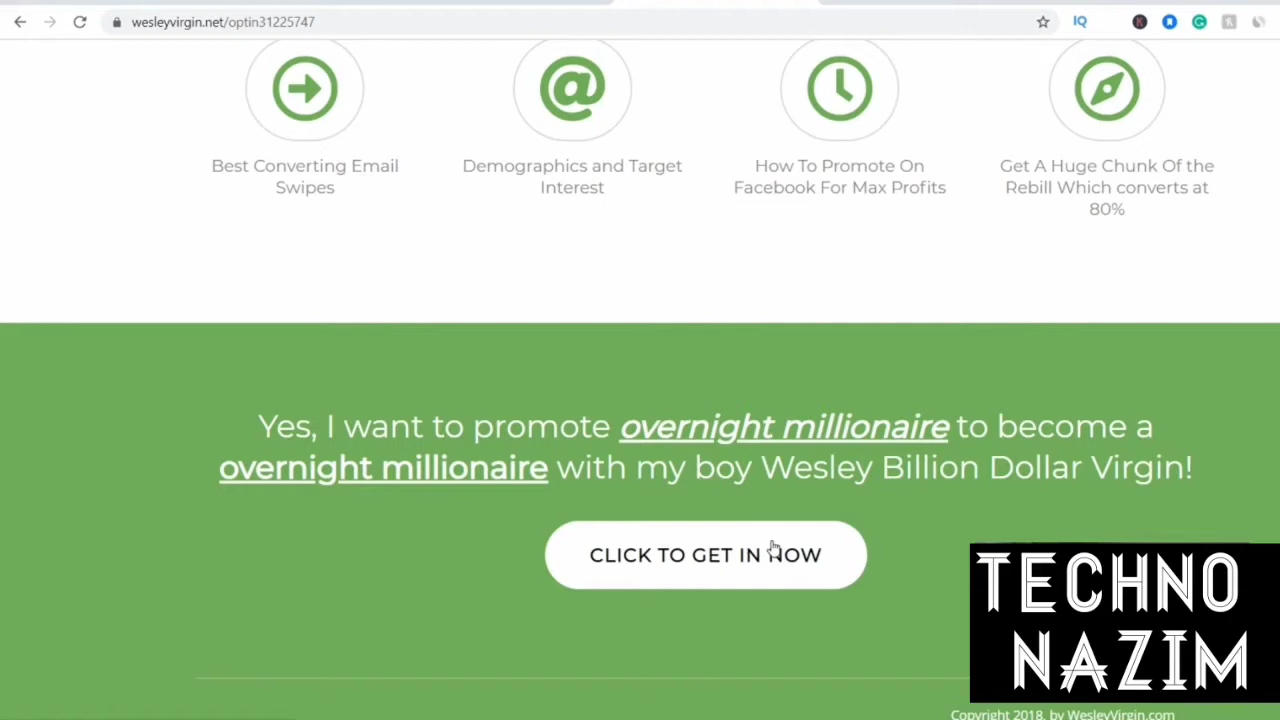 wesleyvirgin.net/optin31225747
IQ
Best Converting Email
Swipes
Demographics and Target
Interest
How To Promote On
Facebook For Max Profits
Get A Huge Chunk Of the
Rebill Which converts at
80%
Yes, I want to promote overnight millionaire to become a
overnight millionaire with my boy Wesley Billion Dollar Virgin!
CLICK TO GET IN NOW
TECHNO
NAZIM
Copyright 2018, by WesleyVirgin.com